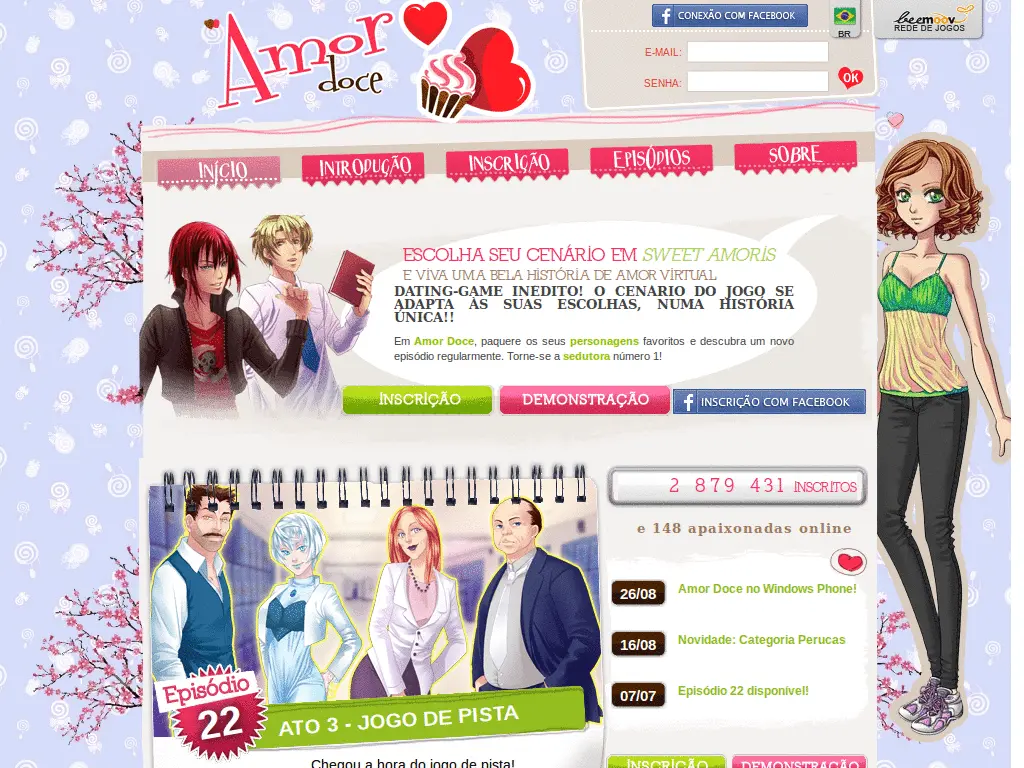 Amor
doce
CONEXÃO COM FACEBOOK
BR
beemoov
REDE DE JOGOS
E-MAIL:
SENHA:
OK
INÍCIO
INTRODUÇÃO
INSCRIÇÃO
EPISÓDIOS
SOBRE
ESCOLHA SEU CENÁRIO EM SWEET AMORIS
E VIVA UMA BELA HISTÓRIA DE AMOR VIRTUAL
DATING-GAME INEDITO! O CENARIO DO JOGO SE
ADAPTA ÀS SUAS ESCOLHAS, NUMA HISTÓRIA
ÚNICA!!
Em Amor Doce, paquere os seus personagens favoritos e descubra um novo
episódio regularmente. Torne-se a sedutora número 1!
INSCRIÇÃO
DEMONSTRAÇÃO
INSCRIÇÃO COM FACEBOOK
2 879 431 INSCRITOS
e 148 apaixonadas online
26/08 Amor Doce no Windows Phone!
16/08 Novidade: Categoria Perucas
07/07 Episódio 22 disponível!
Episódio
22
ATO 3 - JOGO DE PISTA
Chegou a hora do jogo de pista!
INSCRIÇÃO
DEMONSTRAÇÃO